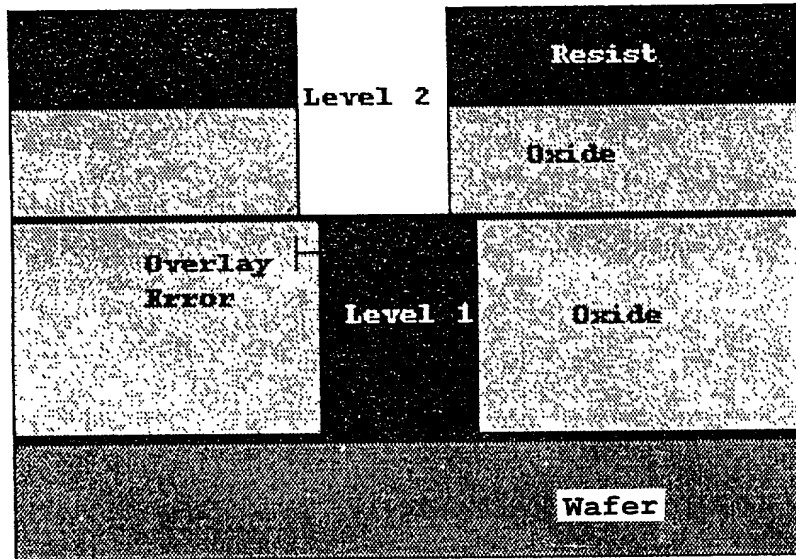 Resist
Level 2
Oxide
Overlay
Error
Level 1
Oxide
Wafer